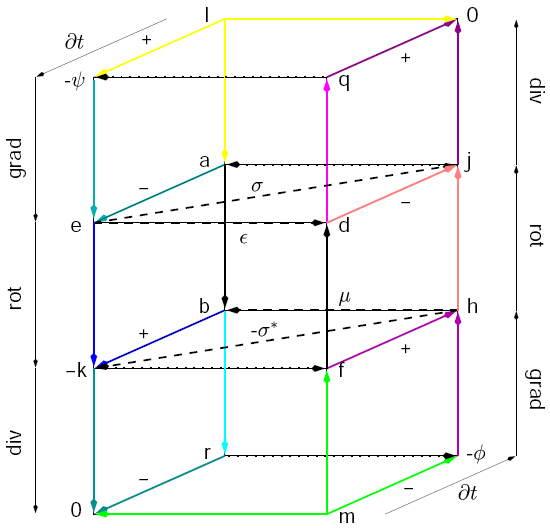 l
0
∂t
+
-ψ
q
+
div
grad
a
j
σ
−
−
e
d
ϵ
rot
rot
b
μ
h
+
-σ*
−k
f
+
grad
div
r
-ϕ
−
−
∂t
0
m